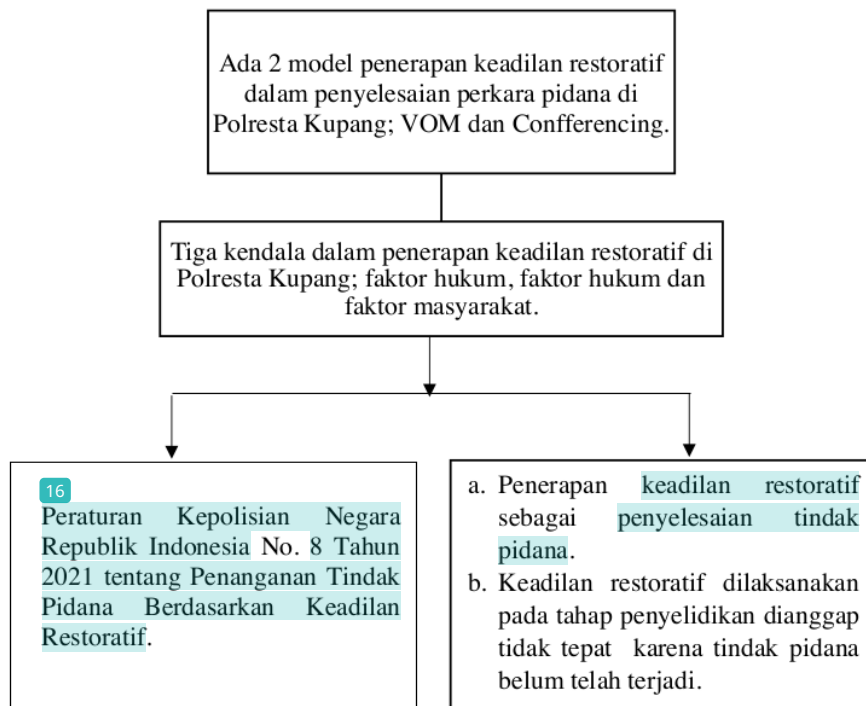 Ada 2 model penerapan keadilan restoratif
dalam penyelesaian perkara pidana di
Polresta Kupang; VOM dan Confferencing.
Tiga kendala dalam penerapan keadilan restoratif di
Polresta Kupang; faktor hukum, faktor hukum dan
faktor masyarakat.
16
Peraturan Kepolisian Negara
Republik Indonesia No. 8 Tahun
2021 tentang Penanganan Tindak
Pidana Berdasarkan Keadilan
Restoratif.
a. Penerapan keadilan restoratif
sebagai penyelesaian tindak
pidana.
b. Keadilan restoratif dilaksanakan
pada tahap penyelidikan dianggap
tidak tepat karena tindak pidana
belum telah terjadi.